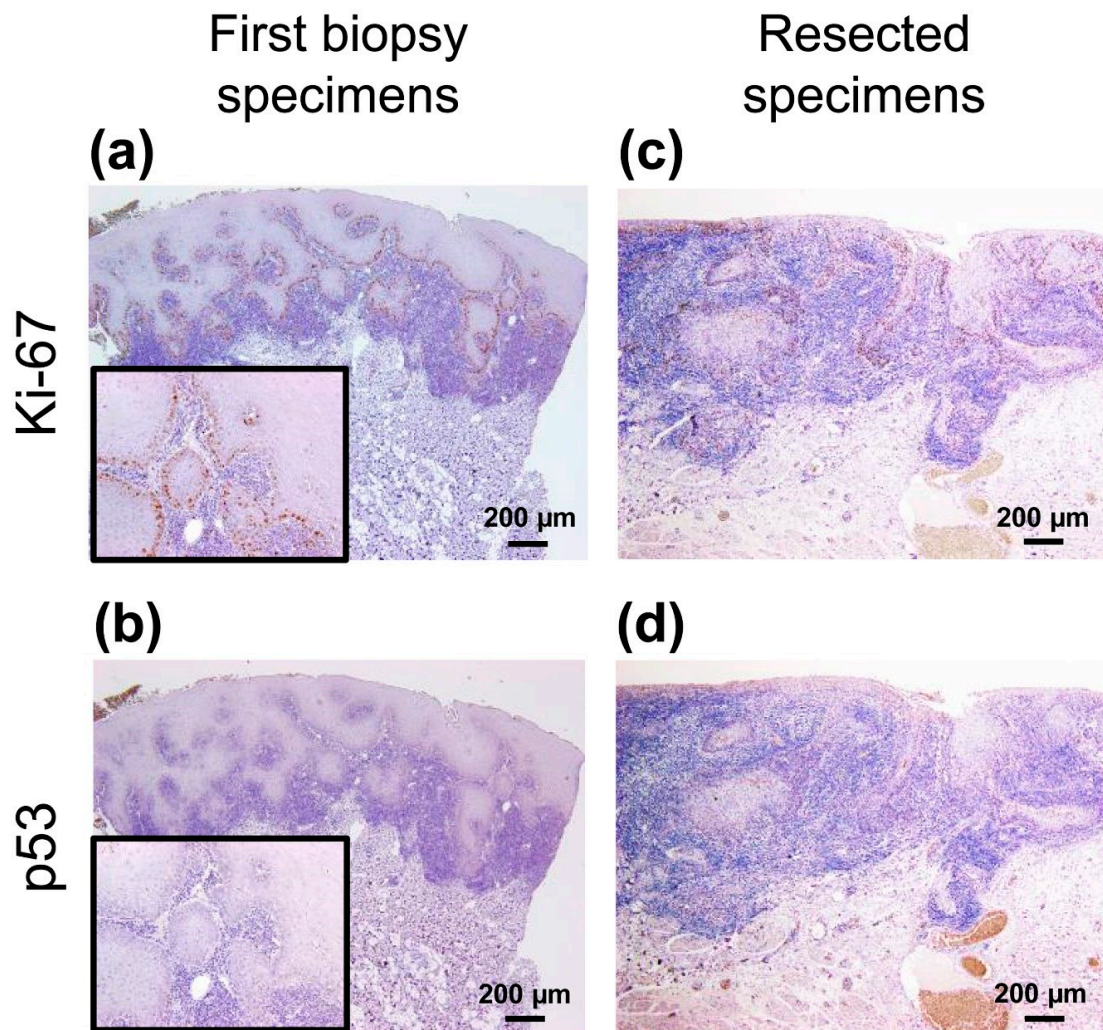 First biopsy
specimens
Resected
specimens
(a)
(c)
Ki-67
200 µm
200 µm
(b)
(d)
p53
200 µm
200 µm